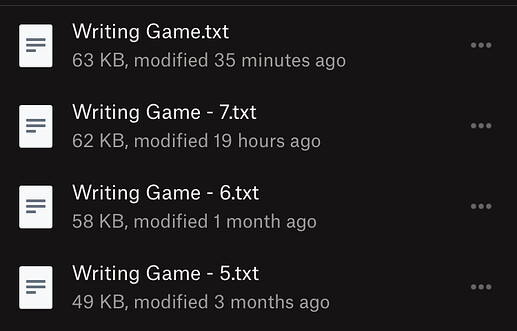 Writing Game.txt
63 KB, modified 35 minutes ago
Writing Game - 7.txt
62 KB, modified 19 hours ago
Writing Game - 6.txt
58 KB, modified 1 month ago
Writing Game - 5.txt
49 KB, modified 3 months ago